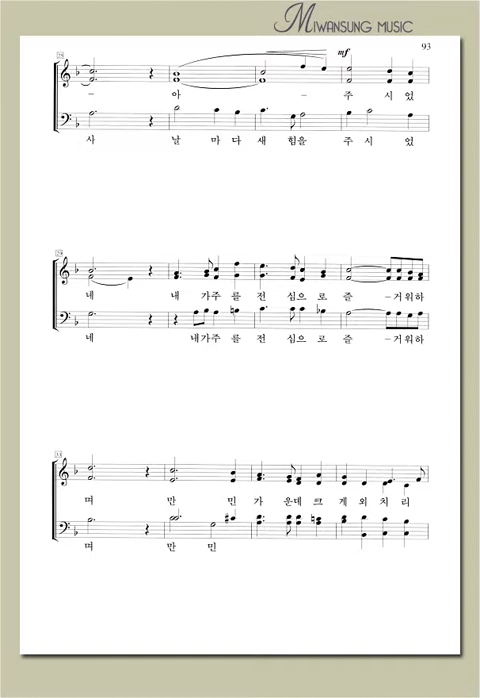 MIWANSUNG MUSIC
93
25
mf
- 아 - 주 시 었
사 날 마 다 새 힘을 주 시 었
29
네 내 가주 를 전 심으 로 즐 -거워하
네 내가주 를 전 심으 로 즐 -거워하
33
며 만 민 가 운데 크 게 외 치 리
며 만 민